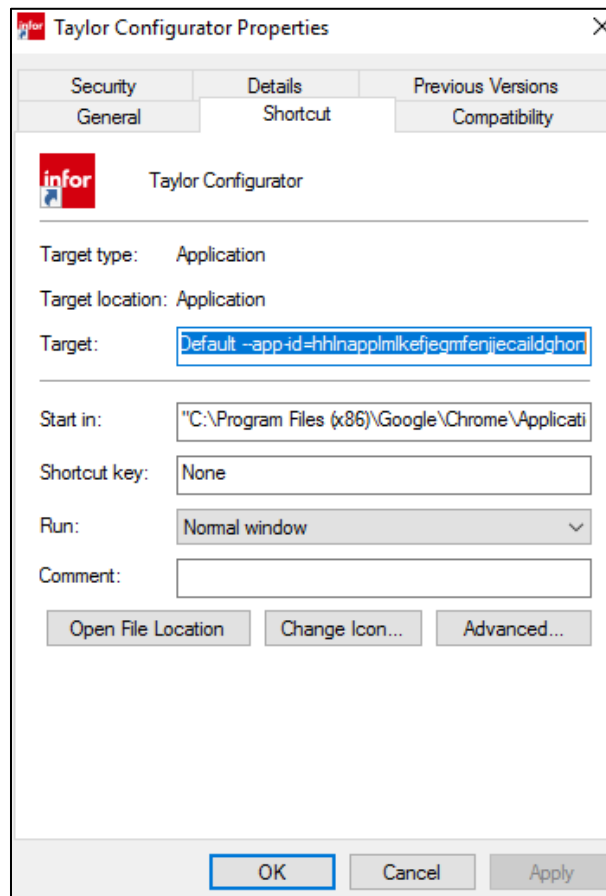 infor Taylor Configurator Properties
Security Details Previous Versions
General Shortcut Compatibility
infor Taylor Configurator
Target type: Application
Target location: Application
Target: Default --app-id=hhlnapplmlkefjegmfenijecaildghon
Start in: "C:\Program Files (x86)\Google\Chrome\Applicati
Shortcut key: None
Run: Normal window
Comment:
Open File Location Change Icon... Advanced...
OK Cancel Apply